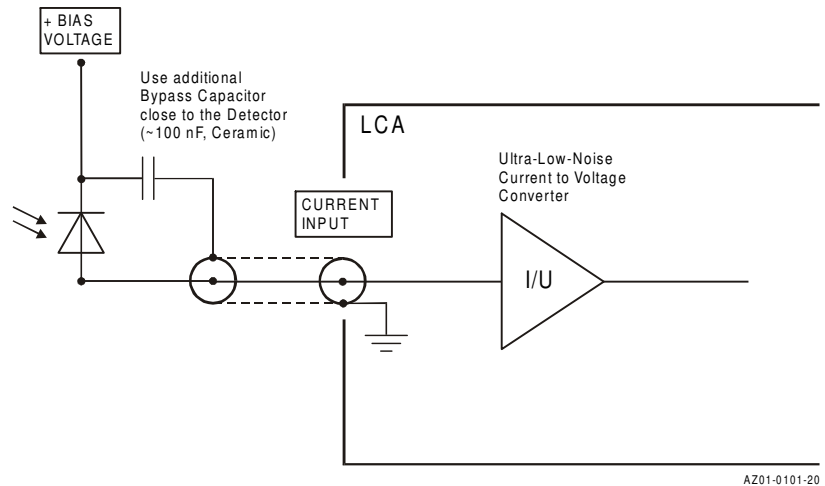 + BIAS
VOLTAGE
Use additional
Bypass Capacitor
close to the Detector
(~100 nF, Ceramic)
LCA
Ultra-Low-Noise
Current to Voltage
Converter
CURRENT
INPUT
I/U
AZ01-0101-20